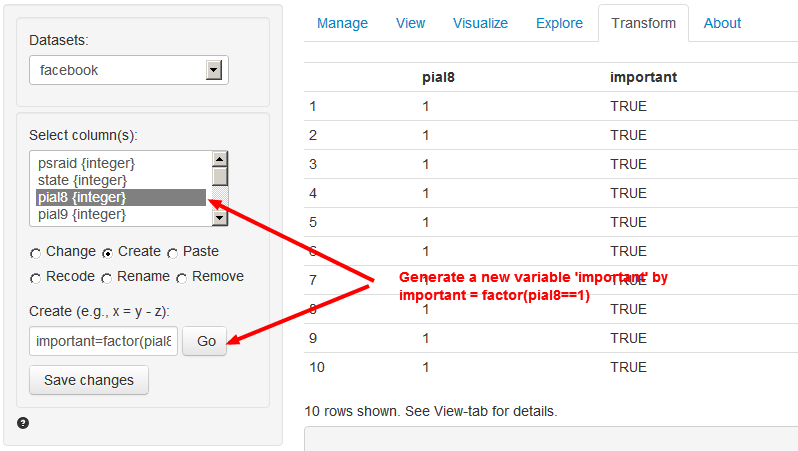 Datasets:
facebook
Select column(s):
psraid {integer}
state {integer}
pial8 {integer}
pial9 {integer}
Change Create Paste
Recode Rename Remove
Create (e.g., x = y - z):
important=factor(pial8 Go
Save changes
?
Manage View Visualize Explore Transform About
pial8 important
1 1 TRUE
2 1 TRUE
3 1 TRUE
4 1 TRUE
5 1 TRUE
6 1 TRUE
7 1 TRUE
8 1 TRUE
9 1 TRUE
10 1 TRUE
Generate a new variable 'important' by
important = factor(pial8==1)
10 rows shown. See View-tab for details.